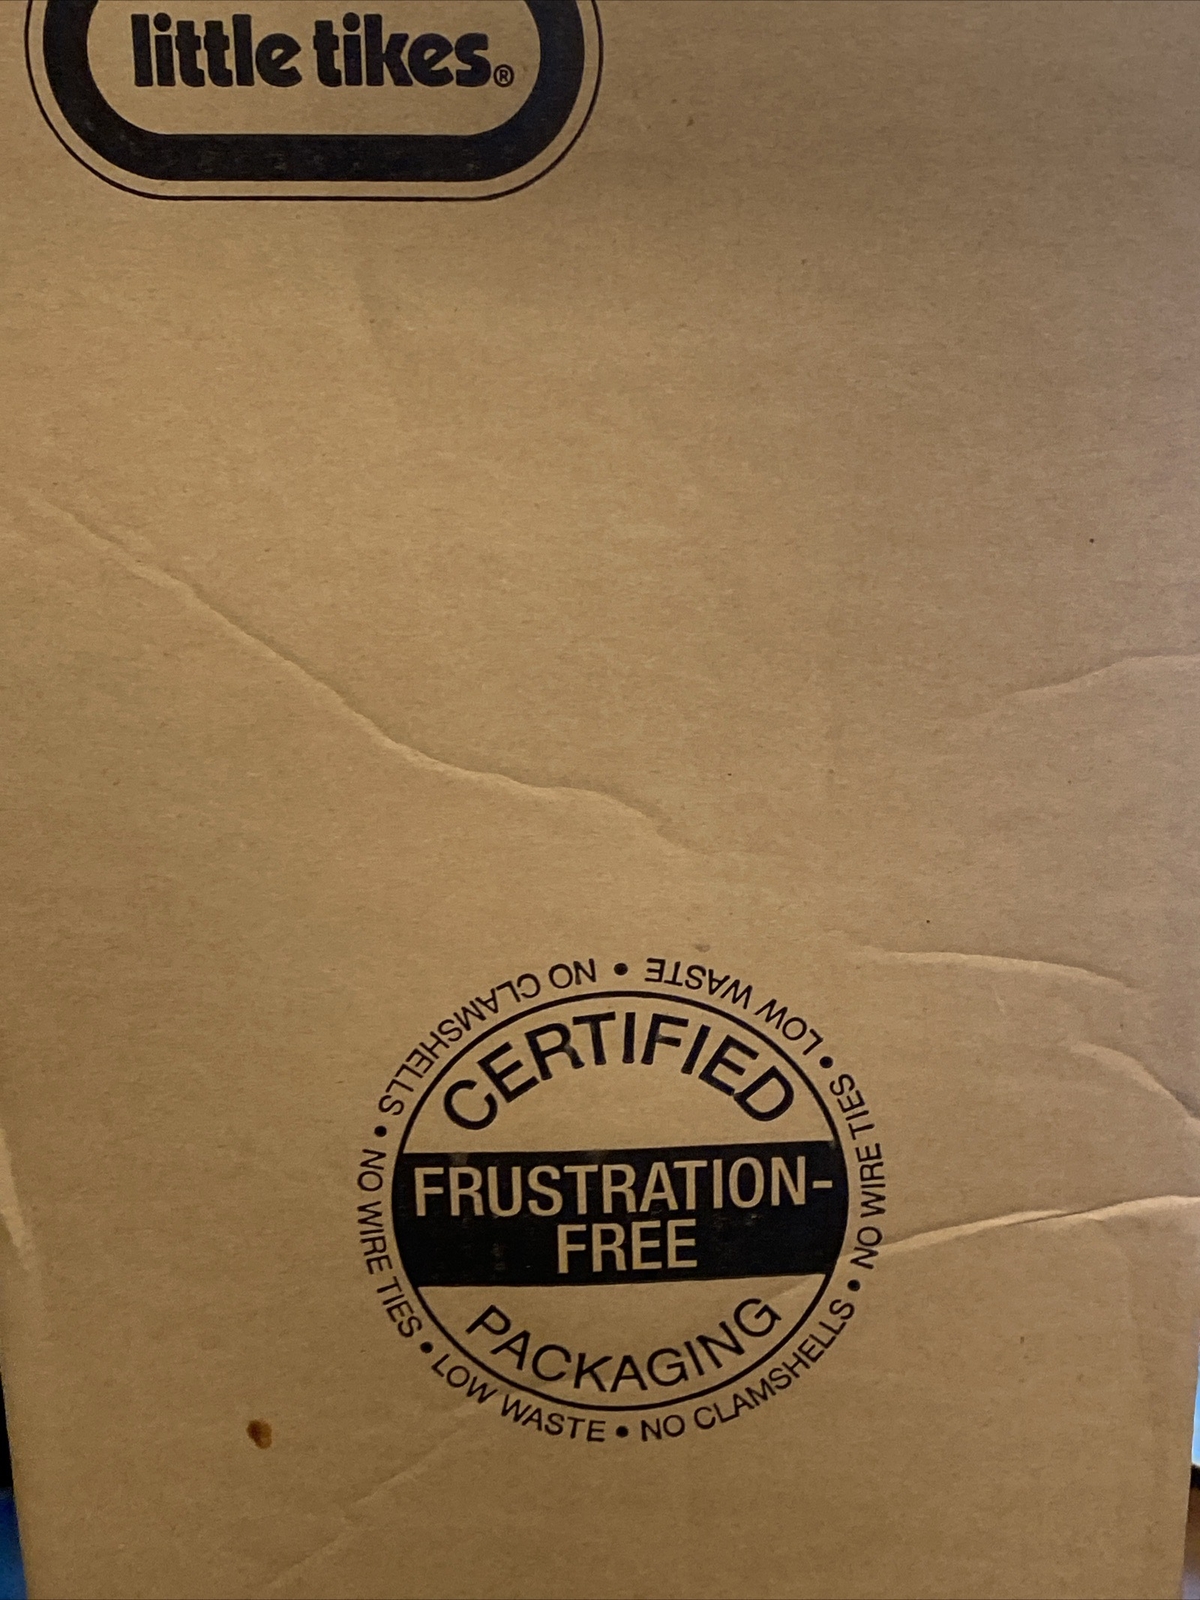 little tikes®
CERTIFIED
FRUSTRATION-
FREE
PACKAGING
NO CLAMSHELLS • NO WIRE TIES • LOW WASTE • NO CLAMSHELLS • NO WIRE TIES • LOW WASTE •